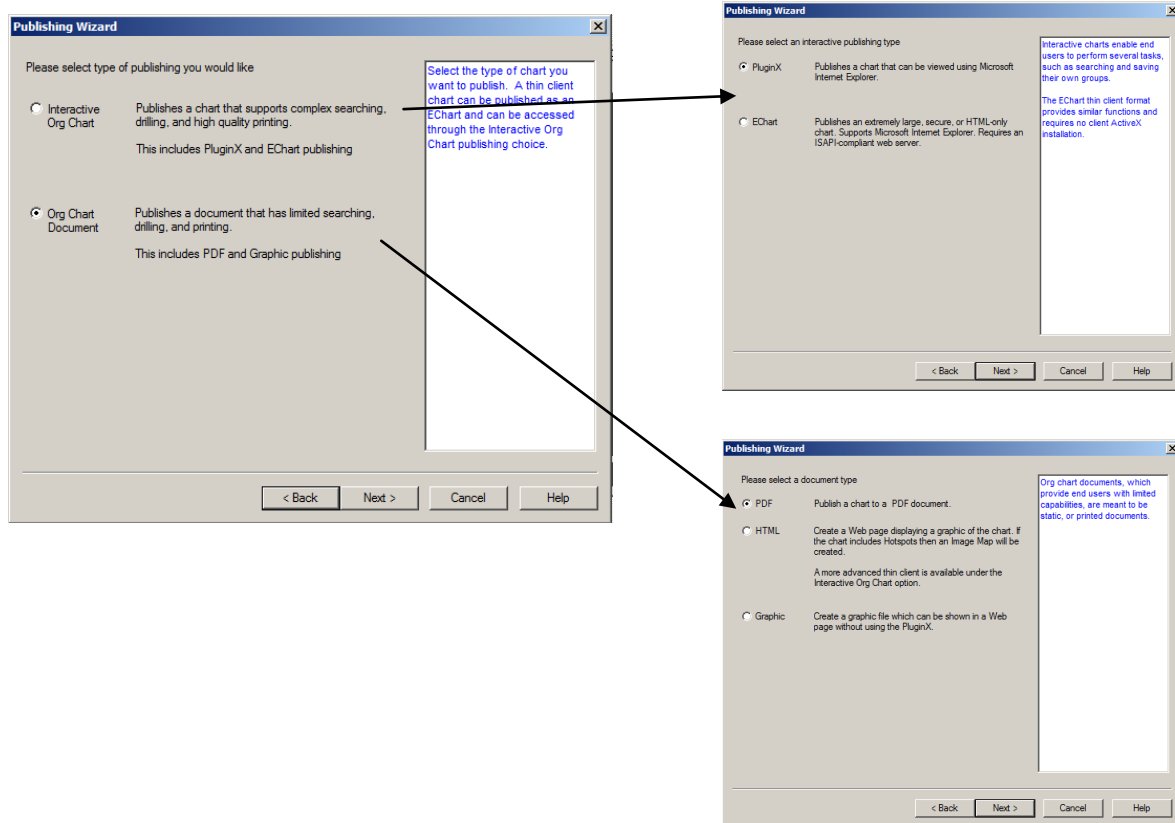 Publishing Wizard
Please select type of publishing you would like
Interactive
Org Chart
Publishes a chart that supports complex searching,
drilling, and high quality printing.
This includes PluginX and EChart publishing
Org Chart
Document
Publishes a document that has limited searching,
drilling, and printing.
This includes PDF and Graphic publishing
Select the type of chart you
want to publish. A thin client
chart can be published as an
EChart and can be accessed
through the Interactive Org
Chart publishing choice.
< Back
Next >
Cancel
Help
Publishing Wizard
Please select an interactive publishing type
PluginX
Publishes a chart that can be viewed using Microsoft
Internet Explorer.
EChart
Publishes an extremely large, secure, or HTML-only
chart. Supports Microsoft Internet Explorer. Requires an
ISAPI-compliant web server.
Interactive charts enable end
users to perform several tasks,
such as searching and saving
their own groups.
The EChart thin client format
provides similar functions and
requires no client ActiveX
installation.
< Back
Next >
Cancel
Help
Publishing Wizard
Please select a document type
PDF
Publish a chart to a PDF document.
HTML
Create a Web page displaying a graphic of the chart. If
the chart includes Hotspots then an Image Map will be
created.
A more advanced thin client is available under the
Interactive Org Chart option.
Graphic
Create a graphic file which can be shown in a Web
page without using the PluginX.
Org chart documents, which
provide end users with limited
capabilities, are meant to be
static, or printed documents.
< Back
Next >
Cancel
Help